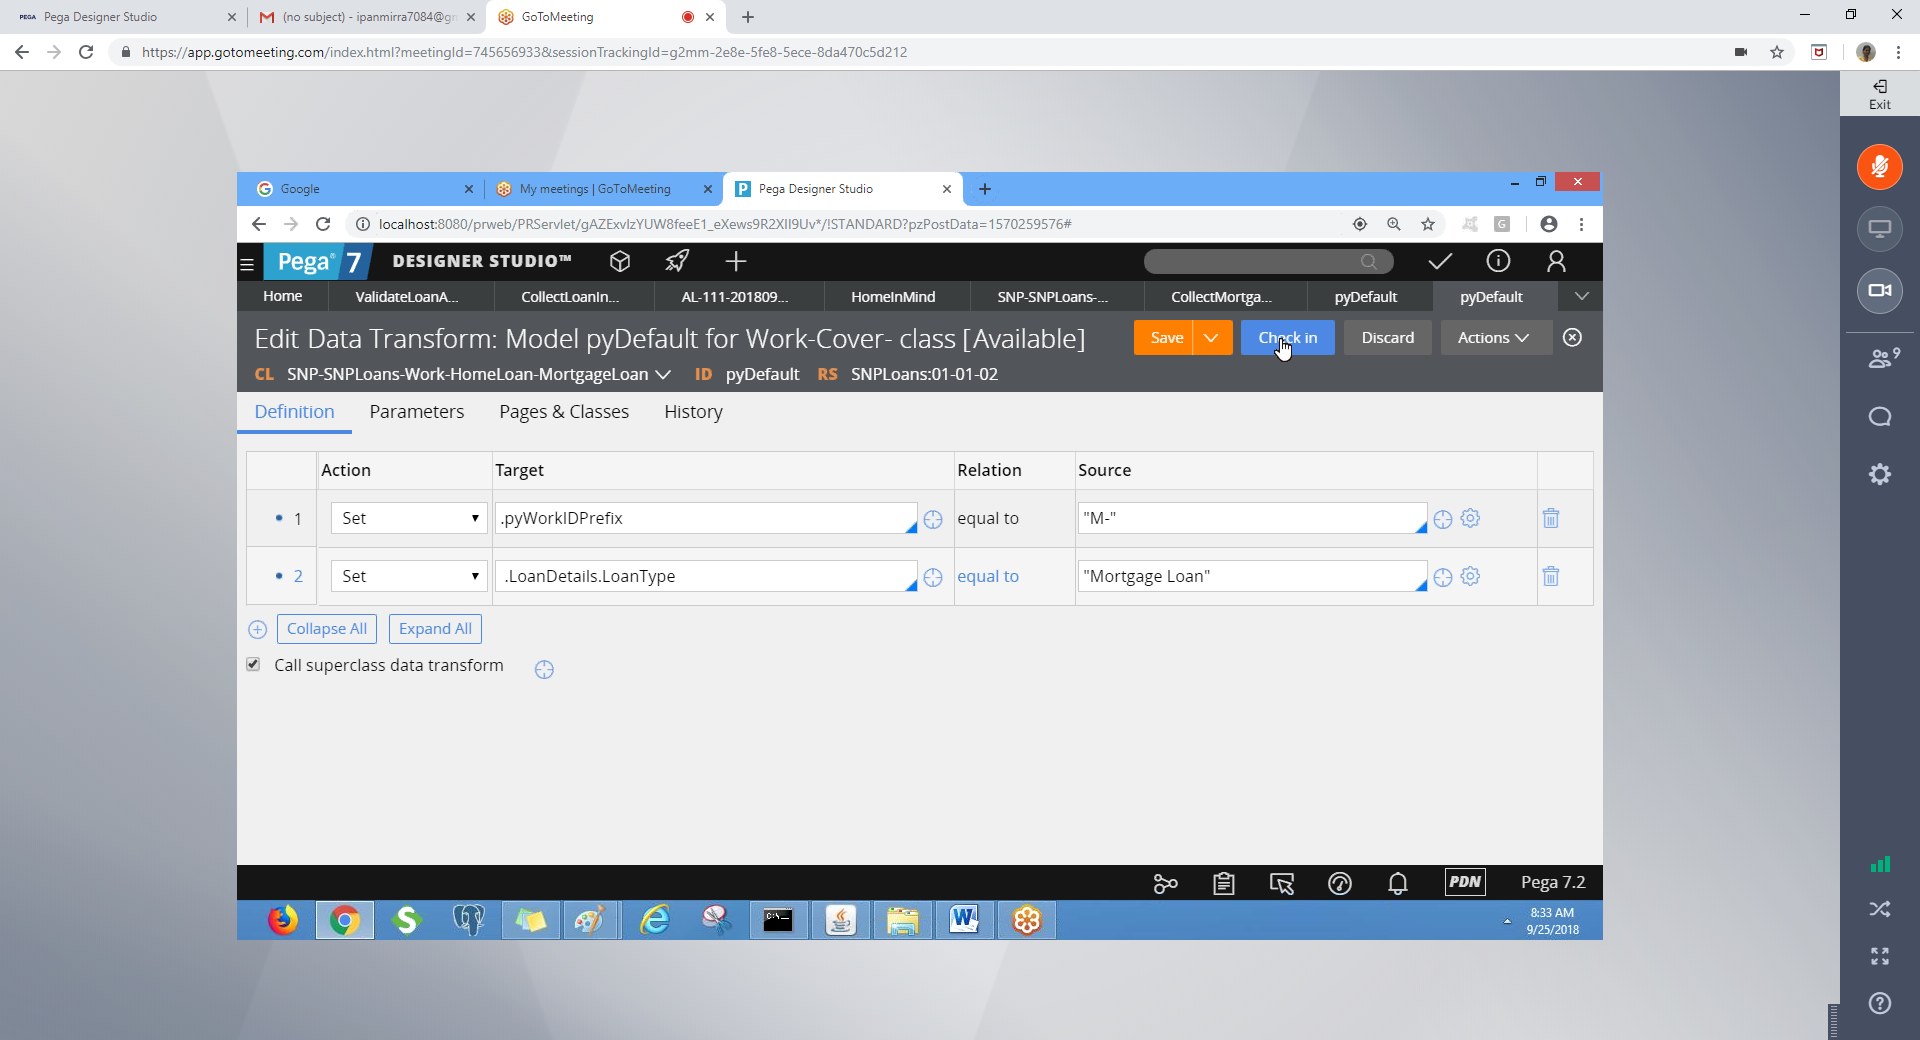 PEGA Pega Designer Studio
(no subject) - ipanmirra7084@g
GoToMeeting
https://app.gotomeeting.com/index.html?meetingId=745656933&sessionTrackingId=g2mm-2e8e-5fe8-5ece-8da470c5d212
Exit
Google
My meetings | GoToMeeting
Pega Designer Studio
localhost:8080/prweb/PRServlet/gAZExvlzYUW8feeE1_eXews9R2XII9Uv*/!STANDARD?pzPostData=1570259576#
Pega 7 DESIGNER STUDIO™
Home
ValidateLoanA...
CollectLoanIn...
AL-111-201809...
HomeInMind
SNP-SNPLoans-...
CollectMortga...
pyDefault
pyDefault
Edit Data Transform: Model pyDefault for Work-Cover- class [Available]
Save
Check in
Discard
Actions
CL SNP-SNPLoans-Work-HomeLoan-MortgageLoan ID pyDefault RS SNPLoans:01-01-02
9
Definition Parameters Pages & Classes History
Action Target Relation Source
1 Set .pyWorkIDPrefix equal to "M-"
2 Set .LoanDetails.LoanType equal to "Mortgage Loan"
Collapse All Expand All
Call superclass data transform
PDN Pega 7.2
C:\_
W
8:33 AM
9/25/2018